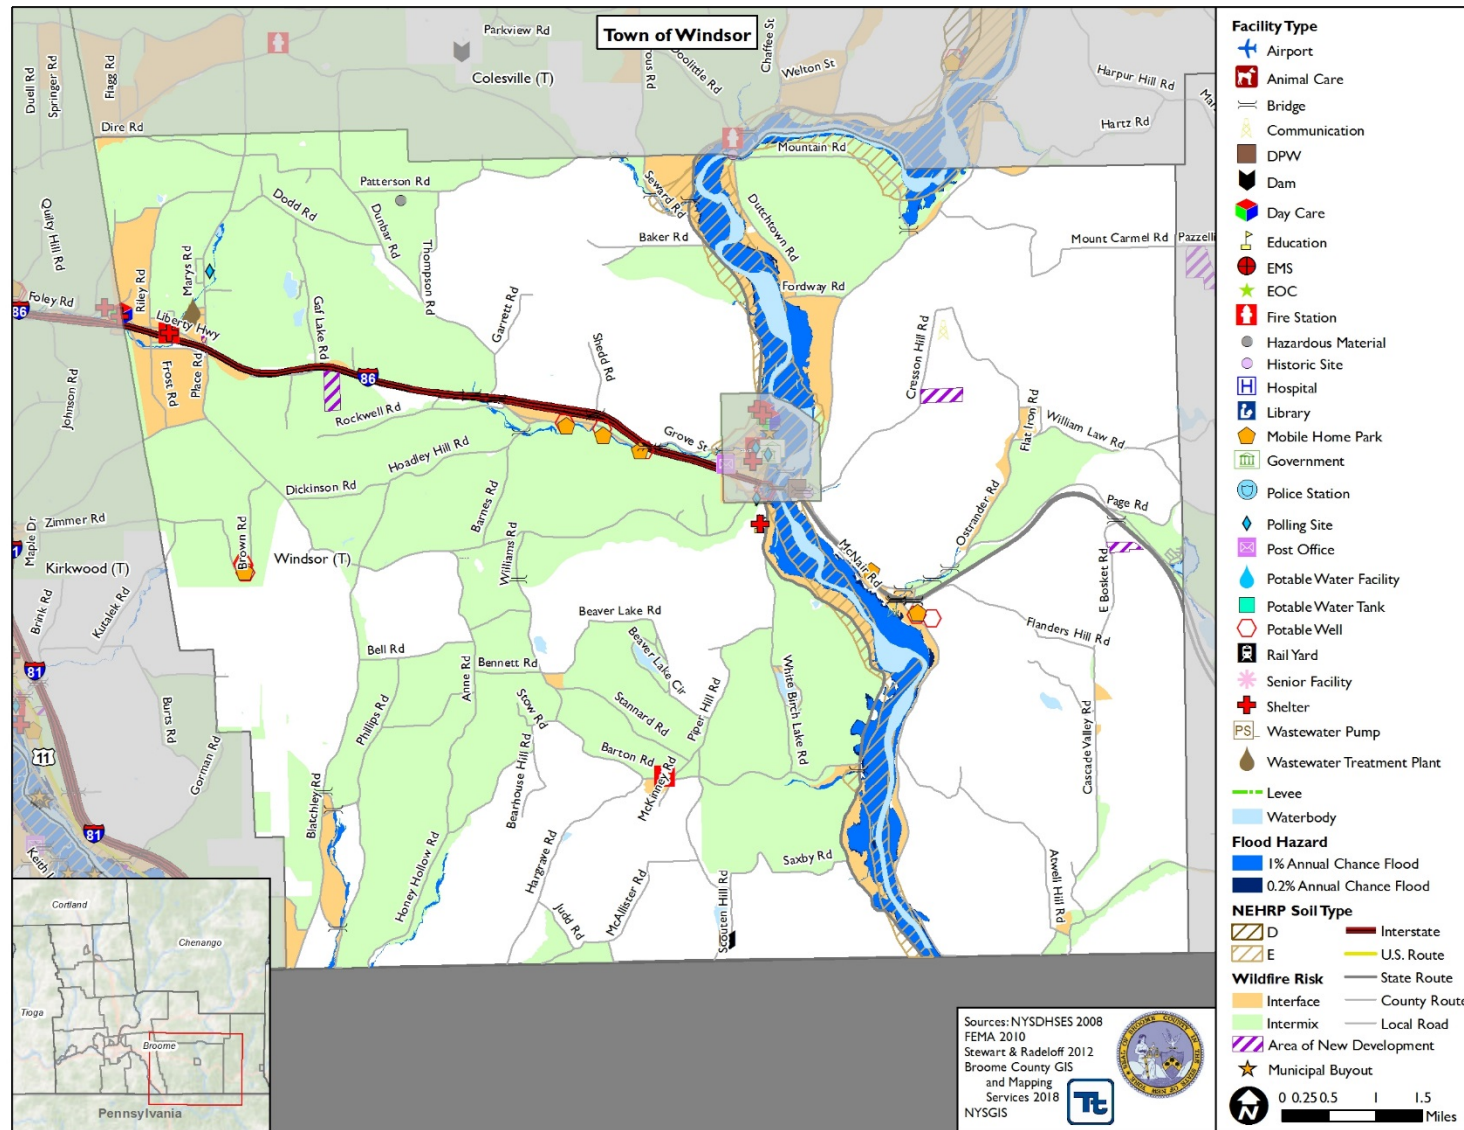 Town of Windsor
Parkview Rd
Colesville (T)
Doolittle Rd
Chaffee St
Welton St
Harpur Hill Rd
Hartz Rd
Duell Rd
Springer Rd
Flagg Rd
Dire Rd
Mountain Rd
Patterson Rd
Dodd Rd
Dunbar Rd
Thompson Rd
Seward Rd
Dutchtown Rd
Baker Rd
Mount Carmel Rd
Quilty Hill Rd
Riley Rd
Marys Rd
Foley Rd
86
Liberty Hwy
Gaf Lake Rd
Garrett Rd
Fordway Rd
Shedd Rd
Cresson Hill Rd
Frost Rd
Place Rd
86
Johnson Rd
Rockwell Rd
Grove St
Flat Iron Rd
William Law Rd
Hoadley Hill Rd
Dickinson Rd
Barnes Rd
Page Rd
Zimmer Rd
Maple Dr
Brown Rd
Windsor (T)
Williams Rd
Ostrander Rd
McNair Rd
E Bosket Rd
Kirkwood (T)
Brink Rd
Kutalek Rd
Beaver Lake Rd
Beaver Lake Cir
Flanders Hill Rd
Bell Rd
Bennett Rd
Anne Rd
81
Stow Rd
Stannard Rd
Piper Hill Rd
White Birch Lake Rd
Phillips Rd
Burts Rd
Gorman Rd
11
Barton Rd
McKinney Rd
Bearhouse Hill Rd
Cascade Valley Rd
Blatchley Rd
81
Honey Hollow Rd
Hargrave Rd
Saxby Rd
McAllister Rd
Scouten Hill Rd
Judd Rd
Atwell Hill Rd
Cortland
Chenango
Tioga
Broome
Pennsylvania
Sources: NYSDHSES 2008
FEMA 2010
Stewart & Radeloff 2012
Broome County GIS
and Mapping
Services 2018
NYSGIS
Tt
Facility Type
Airport
Animal Care
Bridge
Communication
DPW
Dam
Day Care
Education
EMS
EOC
Fire Station
Hazardous Material
Historic Site
Hospital
Library
Mobile Home Park
Government
Police Station
Polling Site
Post Office
Potable Water Facility
Potable Water Tank
Potable Well
Rail Yard
Senior Facility
Shelter
PS Wastewater Pump
Wastewater Treatment Plant
Levee
Waterbody
Flood Hazard
1% Annual Chance Flood
0.2% Annual Chance Flood
NEHRP Soil Type
D
E
Interstate
U.S. Route
State Route
County Route
Local Road
Wildfire Risk
Interface
Intermix
Area of New Development
Municipal Buyout
N
0 0.25 0.5 1 1.5
Miles